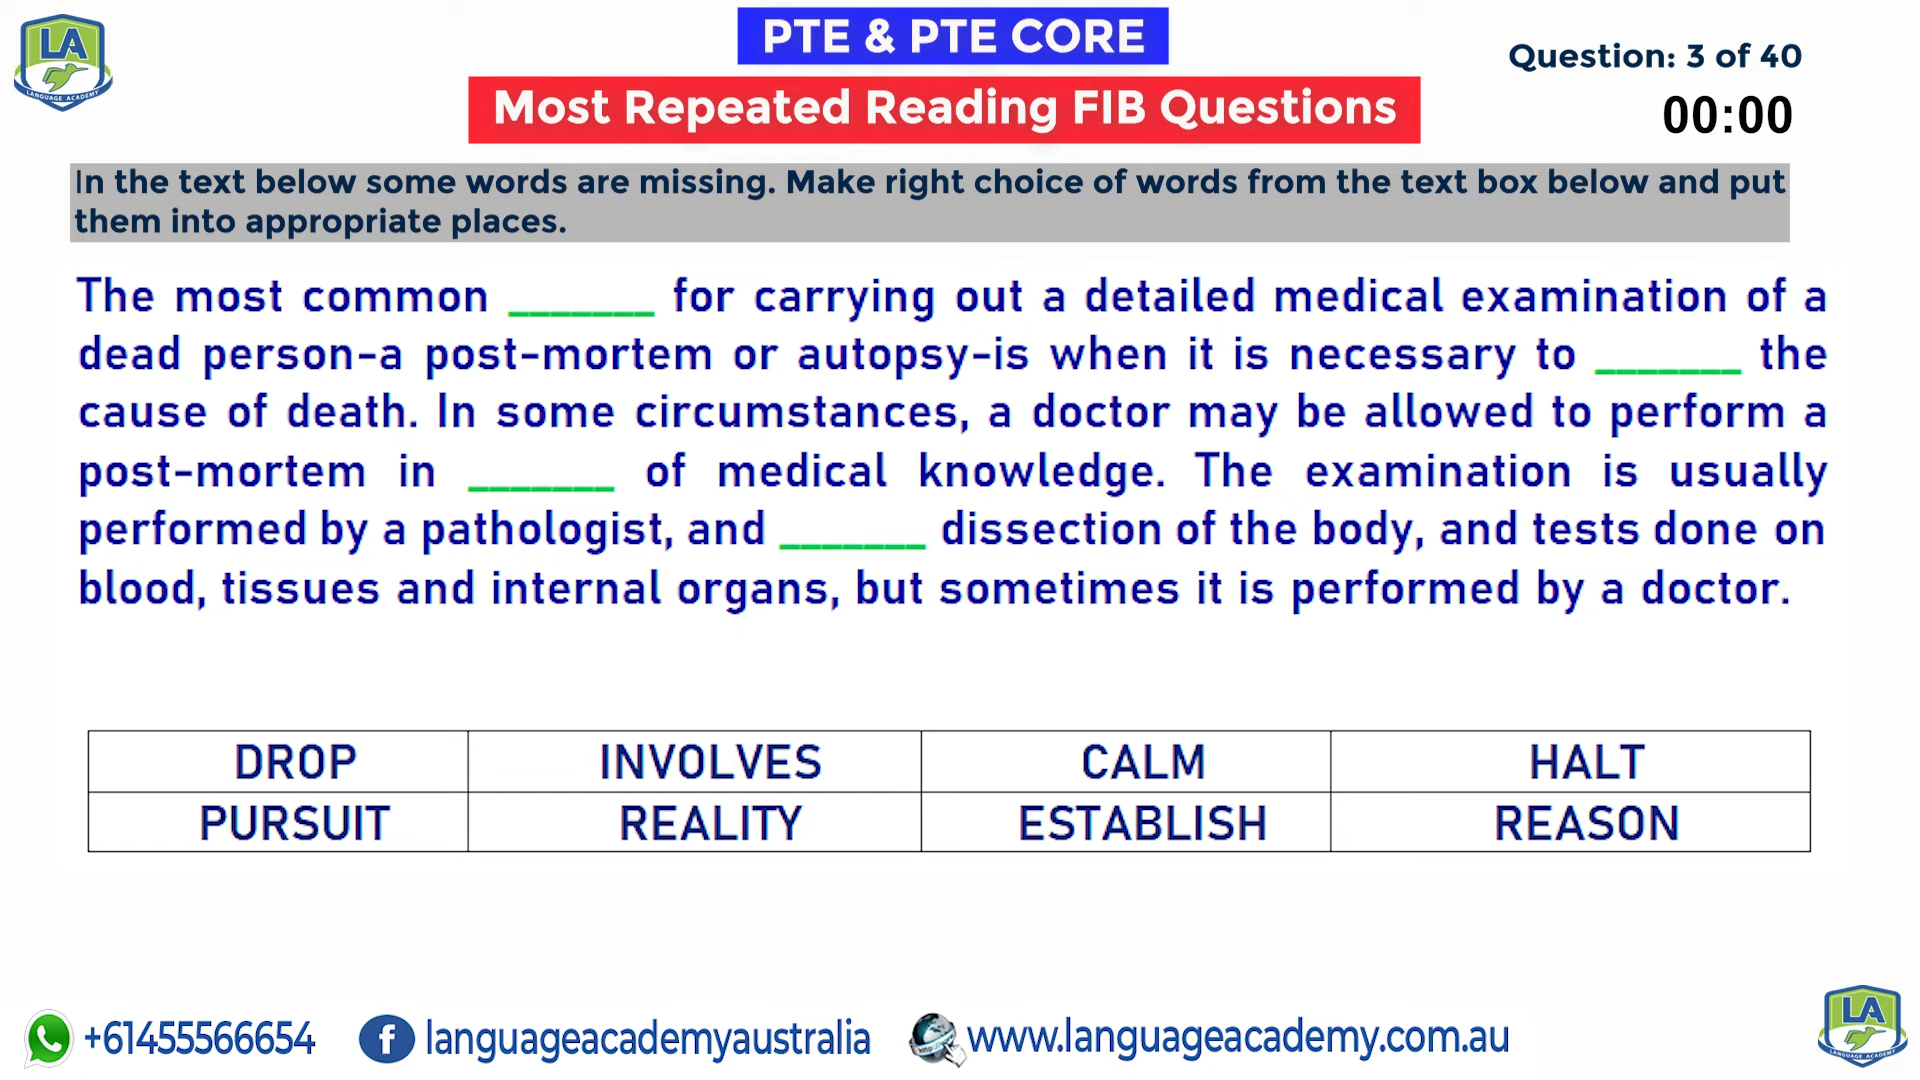 LA
LANGUAGE ACADEMY
PTE & PTE CORE
Most Repeated Reading FIB Questions
Question: 3 of 40
00:00
In the text below some words are missing. Make right choice of words from the text box below and put
them into appropriate places.
The most common _______ for carrying out a detailed medical examination of a
dead person-a post-mortem or autopsy-is when it is necessary to _______ the
cause of death. In some circumstances, a doctor may be allowed to perform a
post-mortem in _______ of medical knowledge. The examination is usually
performed by a pathologist, and _______ dissection of the body, and tests done on
blood, tissues and internal organs, but sometimes it is performed by a doctor.
DROP INVOLVES CALM HALT
PURSUIT REALITY ESTABLISH REASON
+61455566654 languageacademyaustralia www.languageacademy.com.au
LA
LANGUAGE ACADEMY